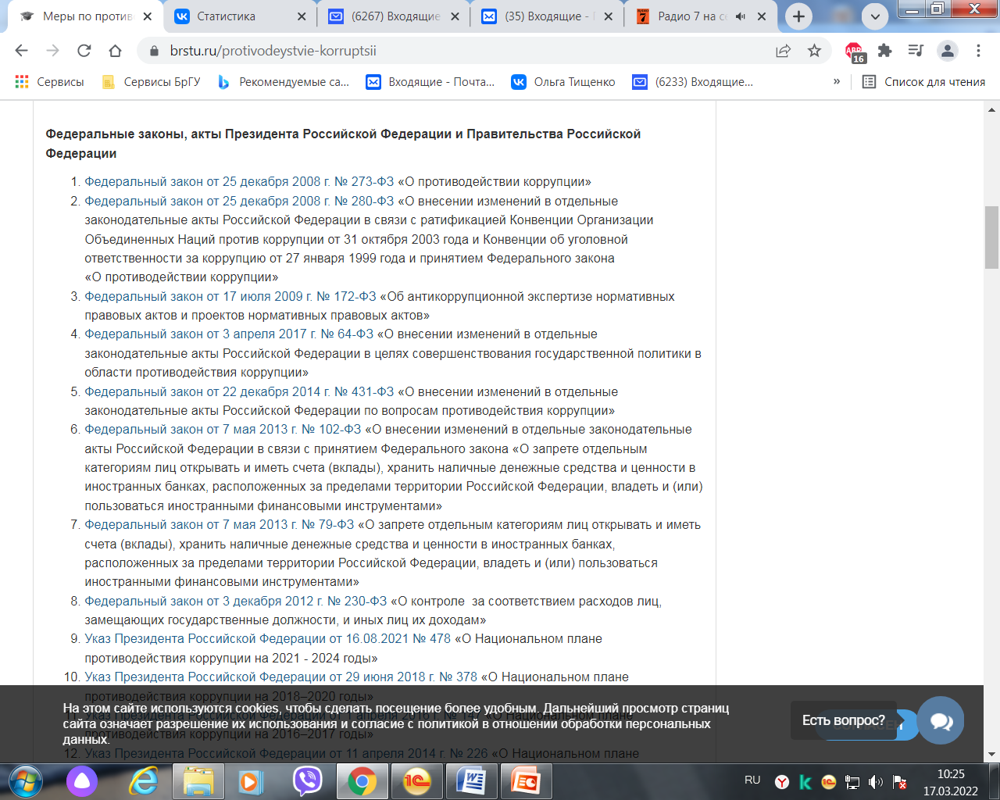 Меры по против
Статистика
(6267) Входящие
(35) Входящие -
Радио 7 на се
brstu.ru/protivodeystvie-korruptsii
ABP
16
Сервисы
Сервисы БрГУ
Рекомендуемые са...
Входящие - Почта...
Ольга Тищенко
(6233) Входящие...
»
Список для чтения
Федеральные законы, акты Президента Российской Федерации и Правительства Российской
Федерации
1. Федеральный закон от 25 декабря 2008 г. № 273-ФЗ «О противодействии коррупции»
2. Федеральный закон от 25 декабря 2008 г. № 280-ФЗ «О внесении изменений в отдельные
законодательные акты Российской Федерации в связи с ратификацией Конвенции Организации
Объединенных Наций против коррупции от 31 октября 2003 года и Конвенции об уголовной
ответственности за коррупцию от 27 января 1999 года и принятием Федерального закона
«О противодействии коррупции»
3. Федеральный закон от 17 июля 2009 г. № 172-ФЗ «Об антикоррупционной экспертизе нормативных
правовых актов и проектов нормативных правовых актов»
4. Федеральный закон от 3 апреля 2017 г. № 64-ФЗ «О внесении изменений в отдельные
законодательные акты Российской Федерации в целях совершенствования государственной политики в
области противодействия коррупции»
5. Федеральный закон от 22 декабря 2014 г. № 431-ФЗ «О внесении изменений в отдельные
законодательные акты Российской Федерации по вопросам противодействия коррупции»
6. Федеральный закон от 7 мая 2013 г. № 102-ФЗ «О внесении изменений в отдельные законодательные
акты Российской Федерации в связи с принятием Федерального закона «О запрете отдельным
категориям лиц открывать и иметь счета (вклады), хранить наличные денежные средства и ценности в
иностранных банках, расположенных за пределами территории Российской Федерации, владеть и (или)
пользоваться иностранными финансовыми инструментами»
7. Федеральный закон от 7 мая 2013 г. № 79-ФЗ «О запрете отдельным категориям лиц открывать и иметь
счета (вклады), хранить наличные денежные средства и ценности в иностранных банках,
расположенных за пределами территории Российской Федерации, владеть и (или) пользоваться
иностранными финансовыми инструментами»
8. Федеральный закон от 3 декабря 2012 г. № 230-ФЗ «О контроле за соответствием расходов лиц,
замещающих государственные должности, и иных лиц их доходам»
9. Указ Президента Российской Федерации от 16.08.2021 № 478 «О Национальном плане
противодействия коррупции на 2021 - 2024 годы»
10. Указ Президента Российской Федерации от 29 июня 2018 г. № 378 «О Национальном плане
противодействия коррупции на 2018–2020 годы»
11. Указ Президента Российской Федерации от 1 апреля 2016 г. № 147 «О Национальном плане
противодействия коррупции на 2016–2017 годы»
12. Указ Президента Российской Федерации от 11 апреля 2014 г. № 226 «О Национальном плане
На этом сайте используются cookies, чтобы сделать посещение более удобным. Дальнейший просмотр страниц
сайта означает разрешение их использования и согласие с политикой в отношении обработки персональных
данных.
Есть вопрос?
RU
10:25
17.03.2022